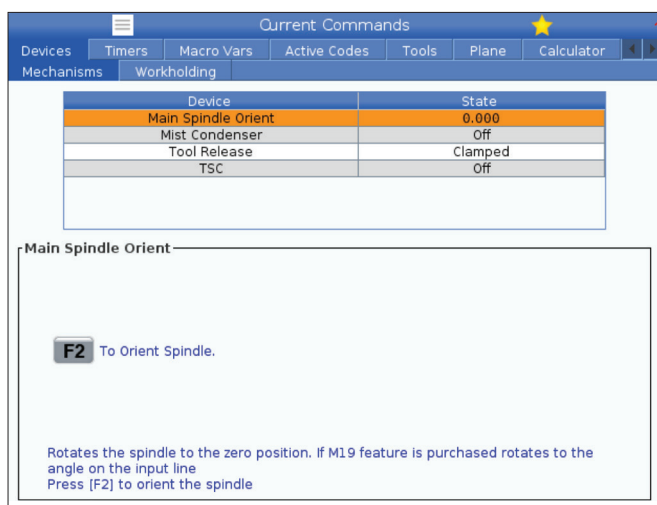 Current Commands
Devices Timers Macro Vars Active Codes Tools Plane Calculator
Mechanisms Workholding
Device State
Main Spindle Orient 0.000
Mist Condenser Off
Tool Release Clamped
TSC Off
Main Spindle Orient
F2 To Orient Spindle.
Rotates the spindle to the zero position. If M19 feature is purchased rotates to the
angle on the input line
Press [F2] to orient the spindle